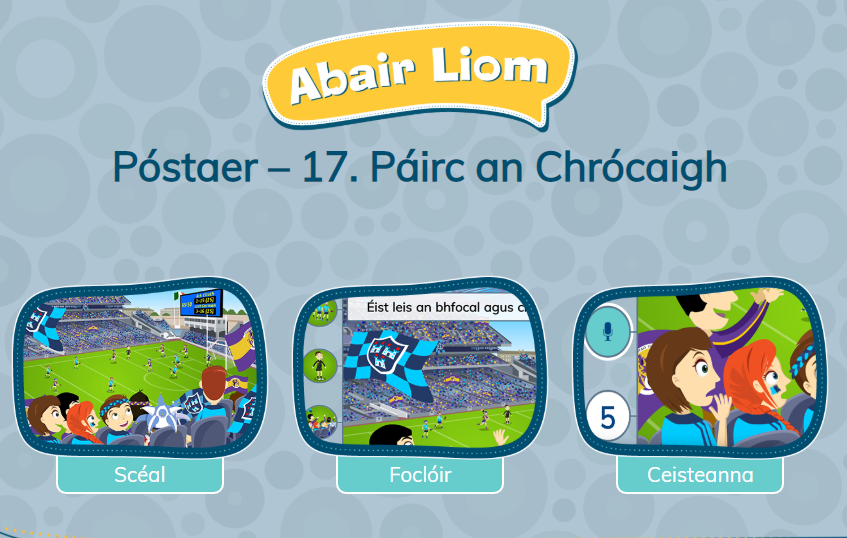 Abair Liom
Póstaer – 17. Páirc an Chrócaigh
Éist leis an bhfocal agus
5
Scéal
Foclóir
Ceisteanna